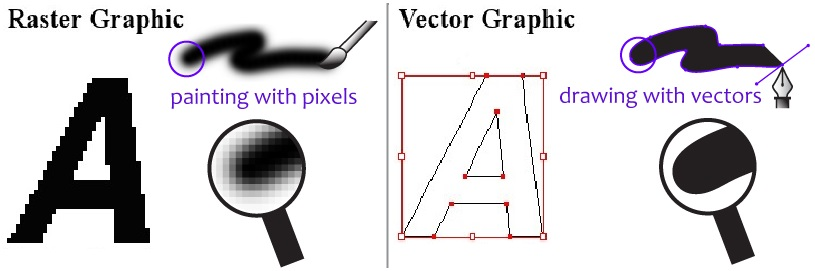 Raster Graphic
painting with pixels
A
Vector Graphic
drawing with vectors
A